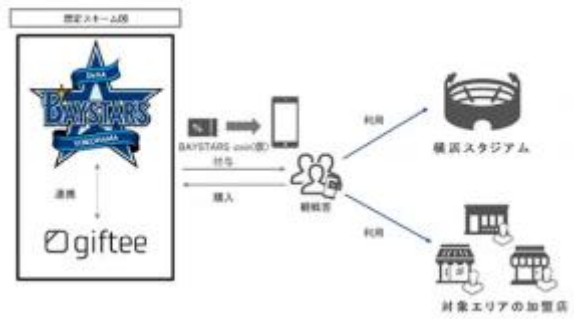 想定スキーム図
DeNA
BAYSTARS
YOKOHAMA
連携
giftee
%
BAYSTARS coin(仮)
付与
購入
観戦客
利用
横浜スタジアム
利用
対象エリアの加盟店